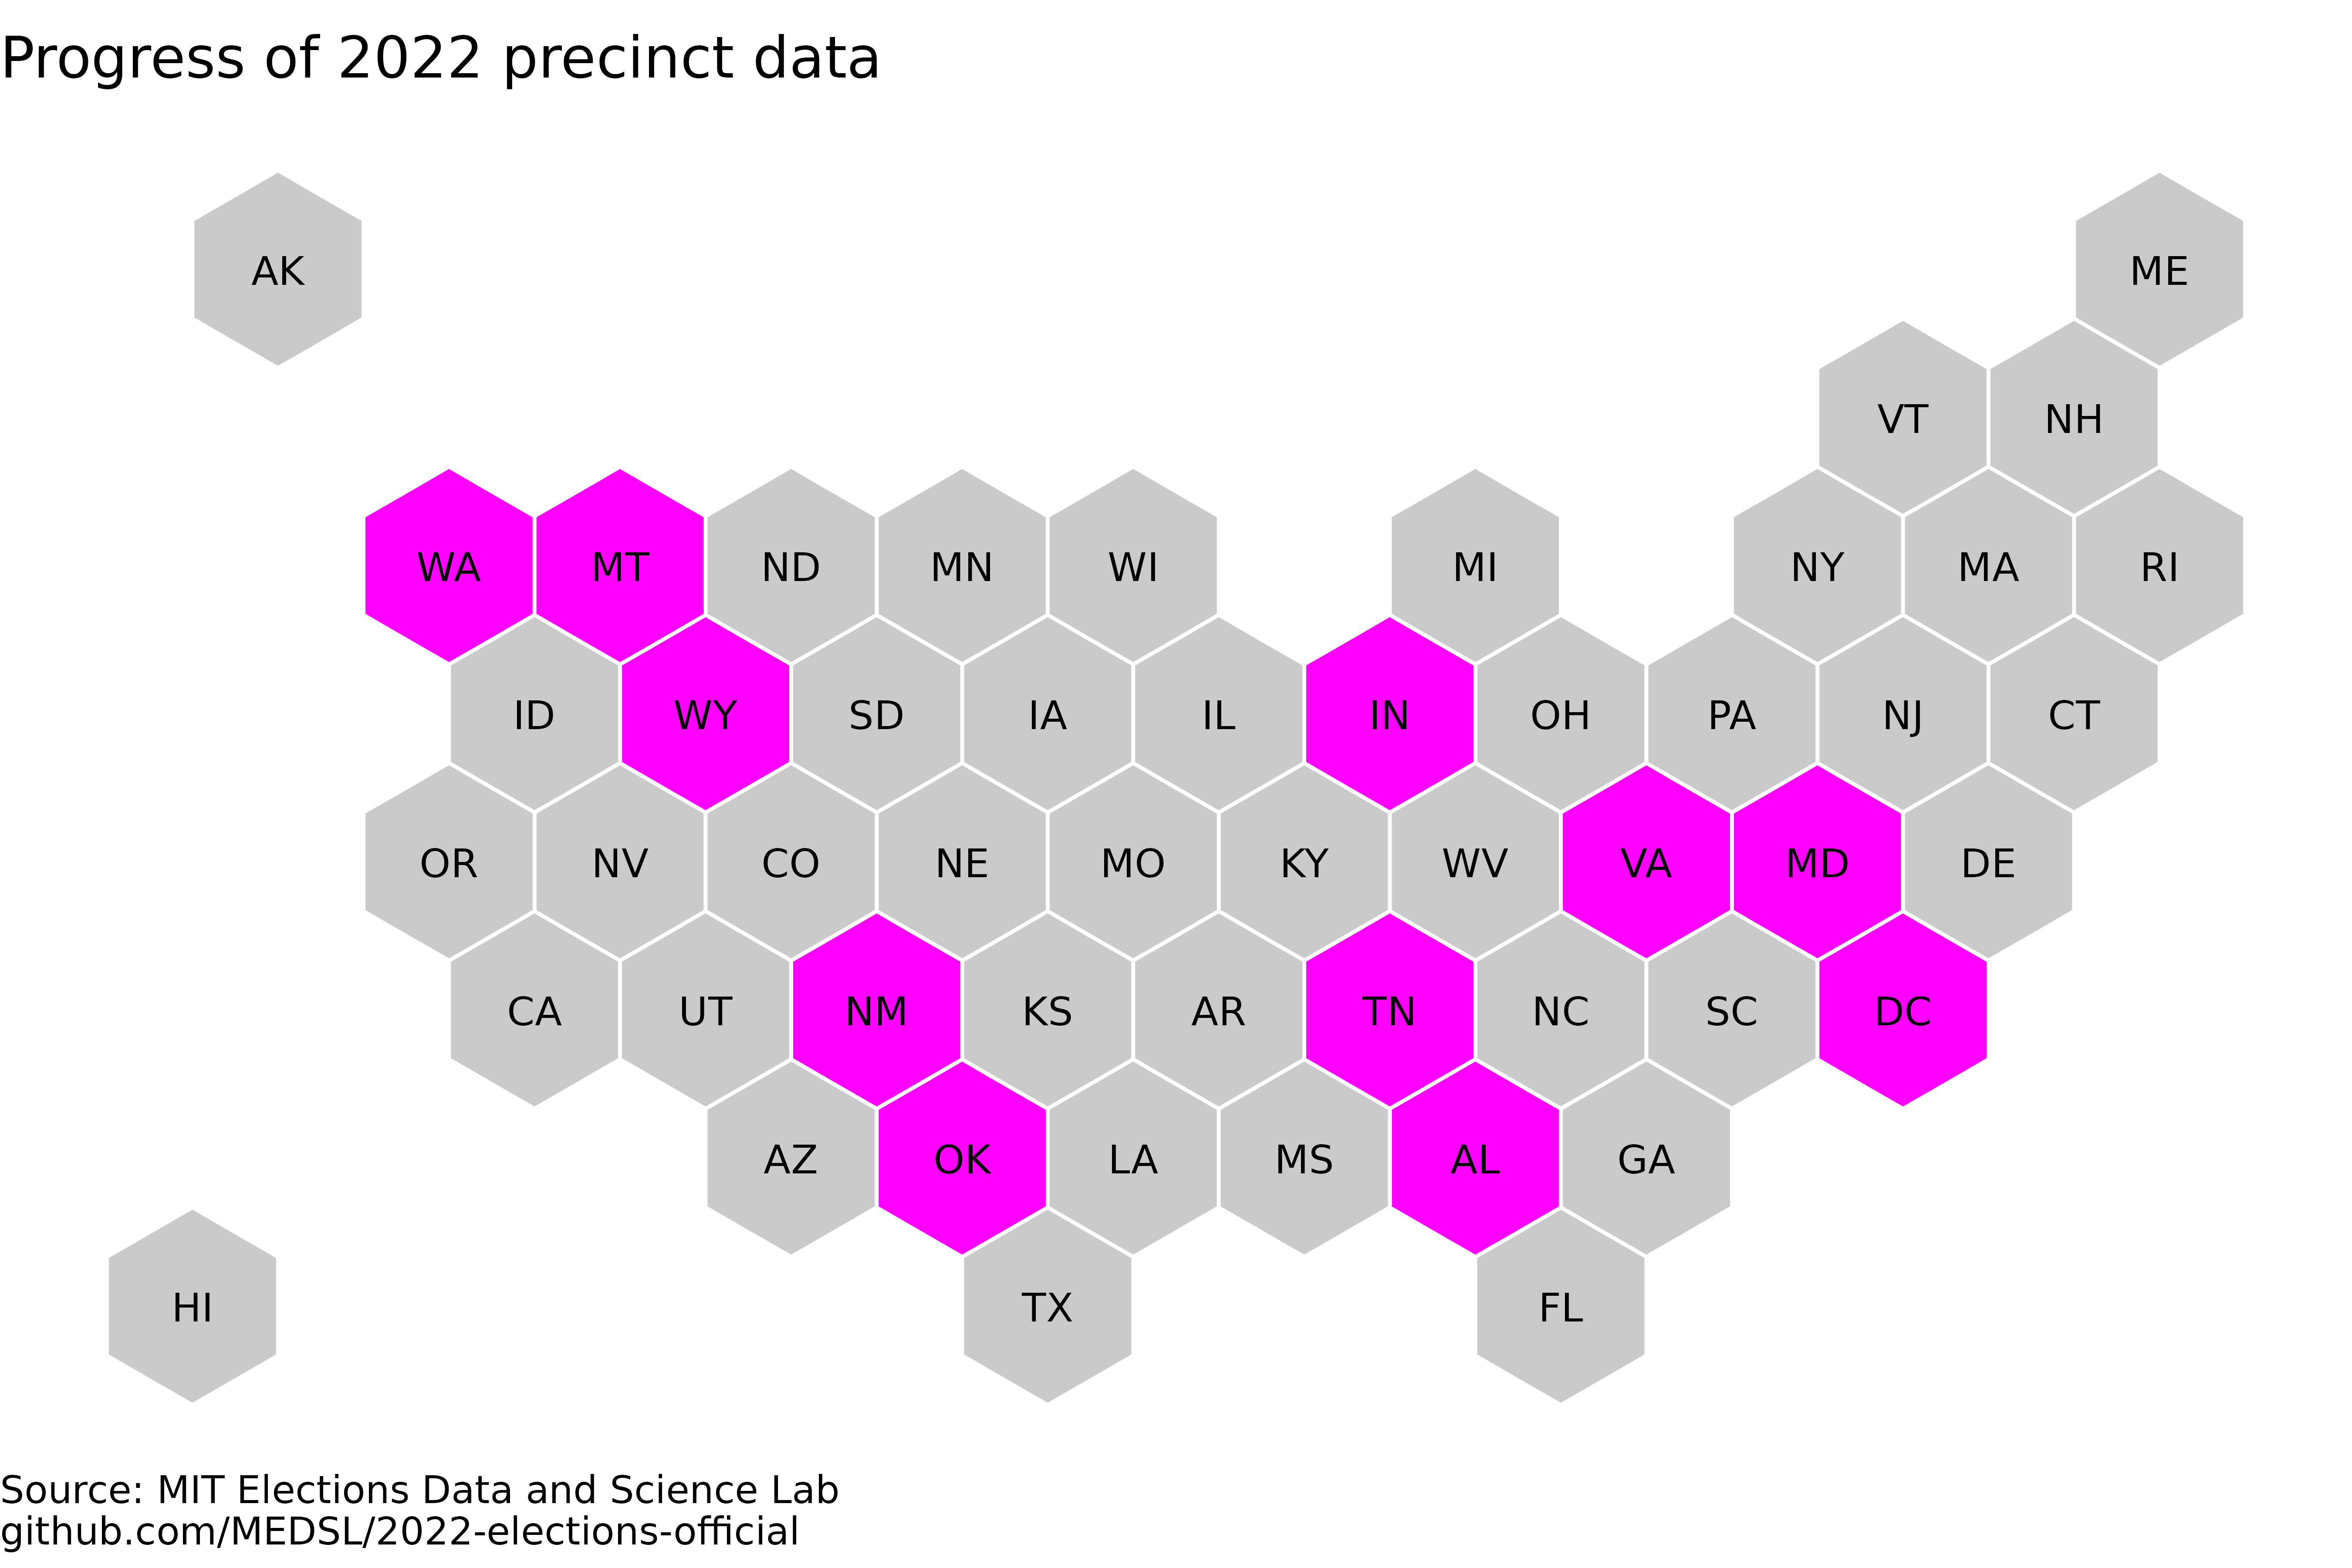 Progress of 2022 precinct data
AK
ME
VT
NH
WA
MT
ND
MN
WI
MI
NY
MA
RI
ID
WY
SD
IA
IL
IN
OH
PA
NJ
CT
OR
NV
CO
NE
MO
KY
WV
VA
MD
DE
CA
UT
NM
KS
AR
TN
NC
SC
DC
AZ
OK
LA
MS
AL
GA
HI
TX
FL
Source: MIT Elections Data and Science Lab
github.com/MEDSL/2022-elections-official